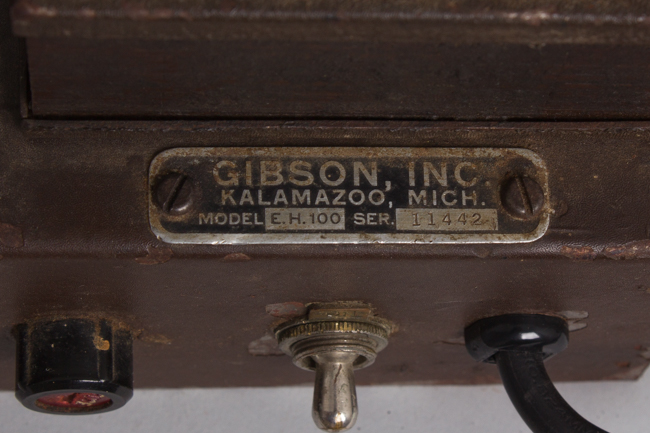 GIBSON, INC.
KALAMAZOO, MICH.
MODEL E.H.100 SER. 11442